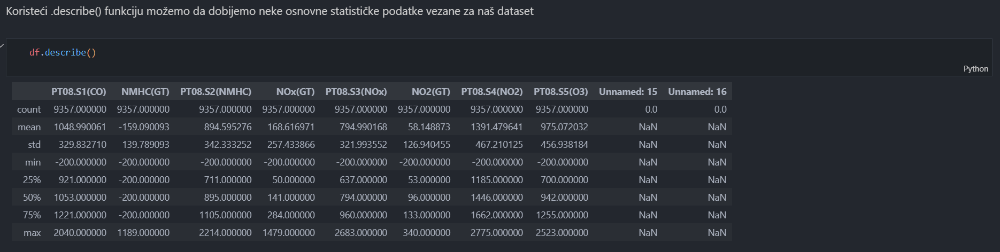 Koristeći .describe() funkciju možemo da dobijemo neke osnovne statističke podatke vezane za naš dataset
df.describe()
Python
PT08.S1(CO) NMHC(GT) PT08.S2(NMHC) NOx(GT) PT08.S3(NOx) NO2(GT) PT08.S4(NO2) PT08.S5(O3) Unnamed: 15 Unnamed: 16
count 9357.000000 9357.000000 9357.000000 9357.000000 9357.000000 9357.000000 9357.000000 9357.000000 0.0 0.0
mean 1048.990061 -159.090093 894.595276 168.616971 794.990168 58.148873 1391.479641 975.072032 NaN NaN
std 329.832710 139.789093 342.333252 257.433866 321.993552 126.940455 467.210125 456.938184 NaN NaN
min -200.000000 -200.000000 -200.000000 -200.000000 -200.000000 -200.000000 -200.000000 -200.000000 NaN NaN
25% 921.000000 -200.000000 711.000000 50.000000 637.000000 53.000000 1185.000000 700.000000 NaN NaN
50% 1053.000000 -200.000000 895.000000 141.000000 794.000000 96.000000 1446.000000 942.000000 NaN NaN
75% 1221.000000 -200.000000 1105.000000 284.000000 960.000000 133.000000 1662.000000 1255.000000 NaN NaN
max 2040.000000 1189.000000 2214.000000 1479.000000 2683.000000 340.000000 2775.000000 2523.000000 NaN NaN